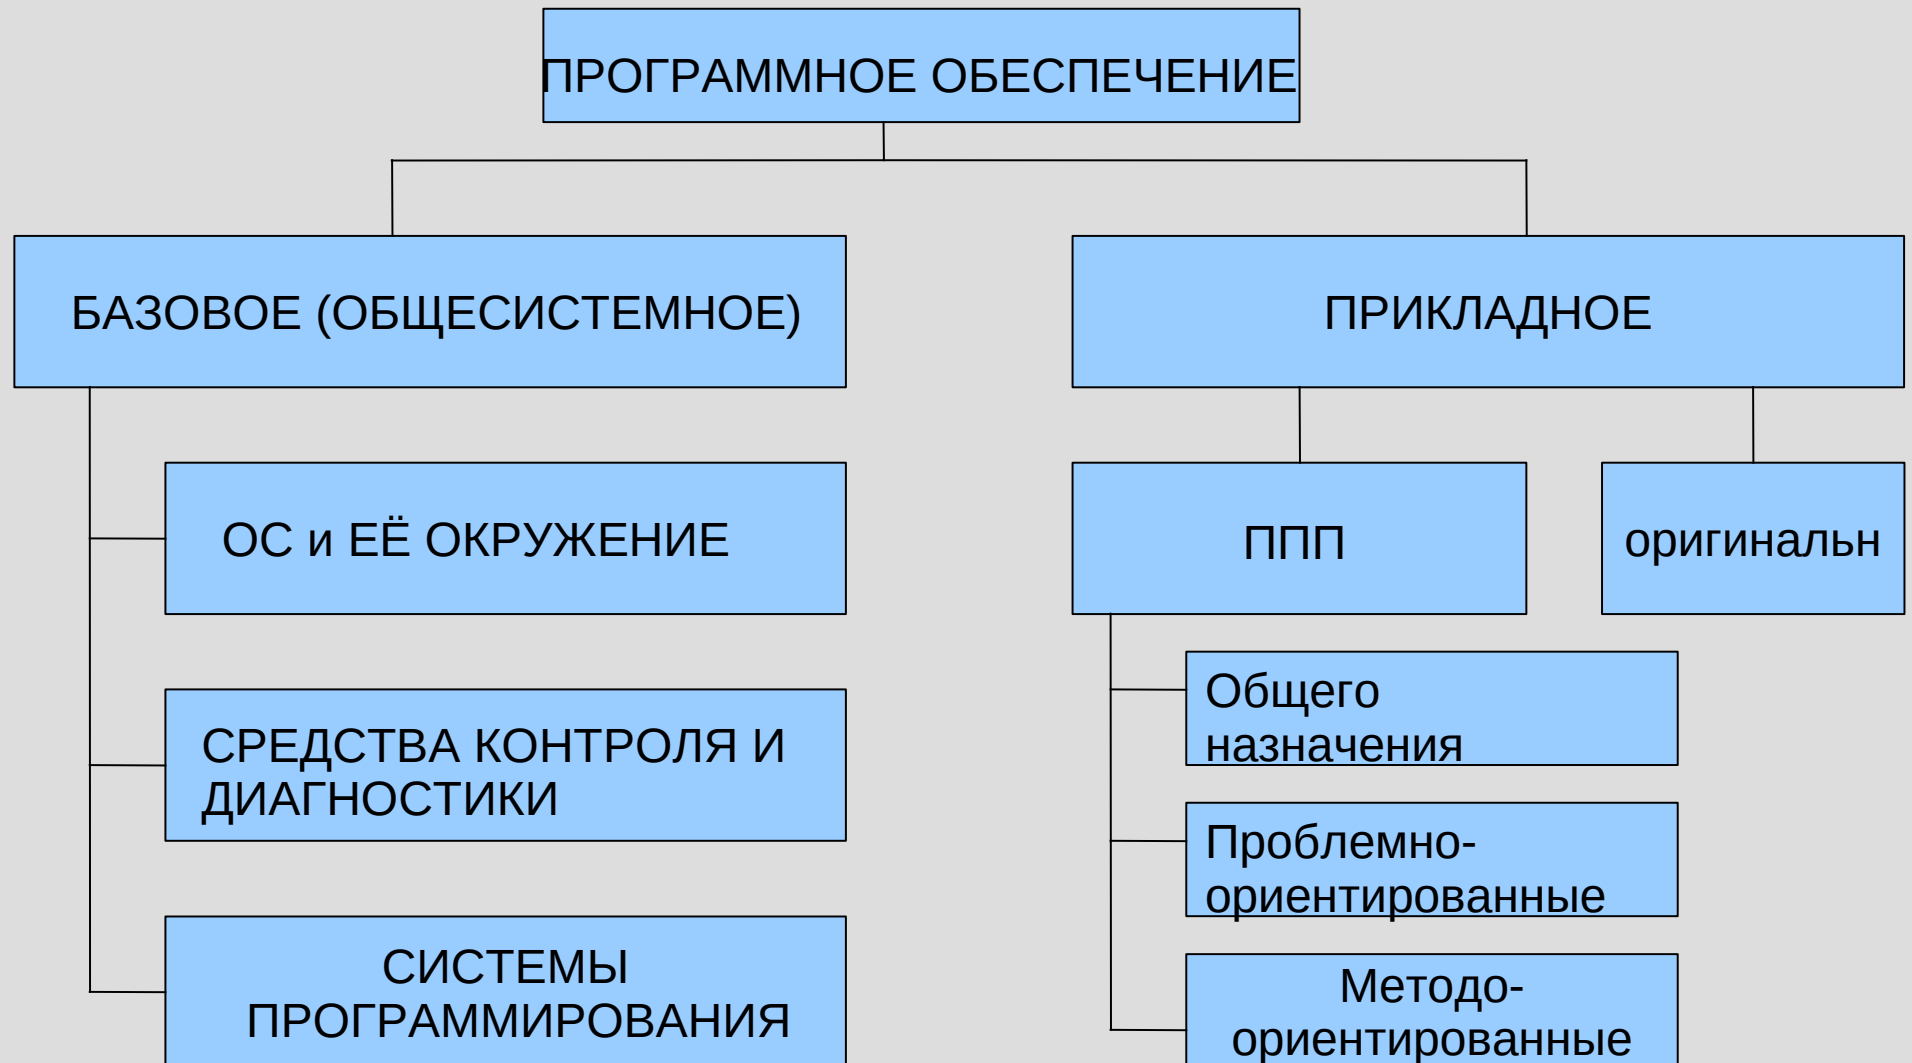 ПРОГРАММНОЕ ОБЕСПЕЧЕНИЕ
БАЗОВОЕ (ОБЩЕСИСТЕМНОЕ)
ПРИКЛАДНОЕ
ОС и ЕЁ ОКРУЖЕНИЕ
ППП
оригинальн
СРЕДСТВА КОНТРОЛЯ И
ДИАГНОСТИКИ
Общего
назначения
Проблемно-
ориентированные
СИСТЕМЫ
ПРОГРАММИРОВАНИЯ
Методо-
ориентированные